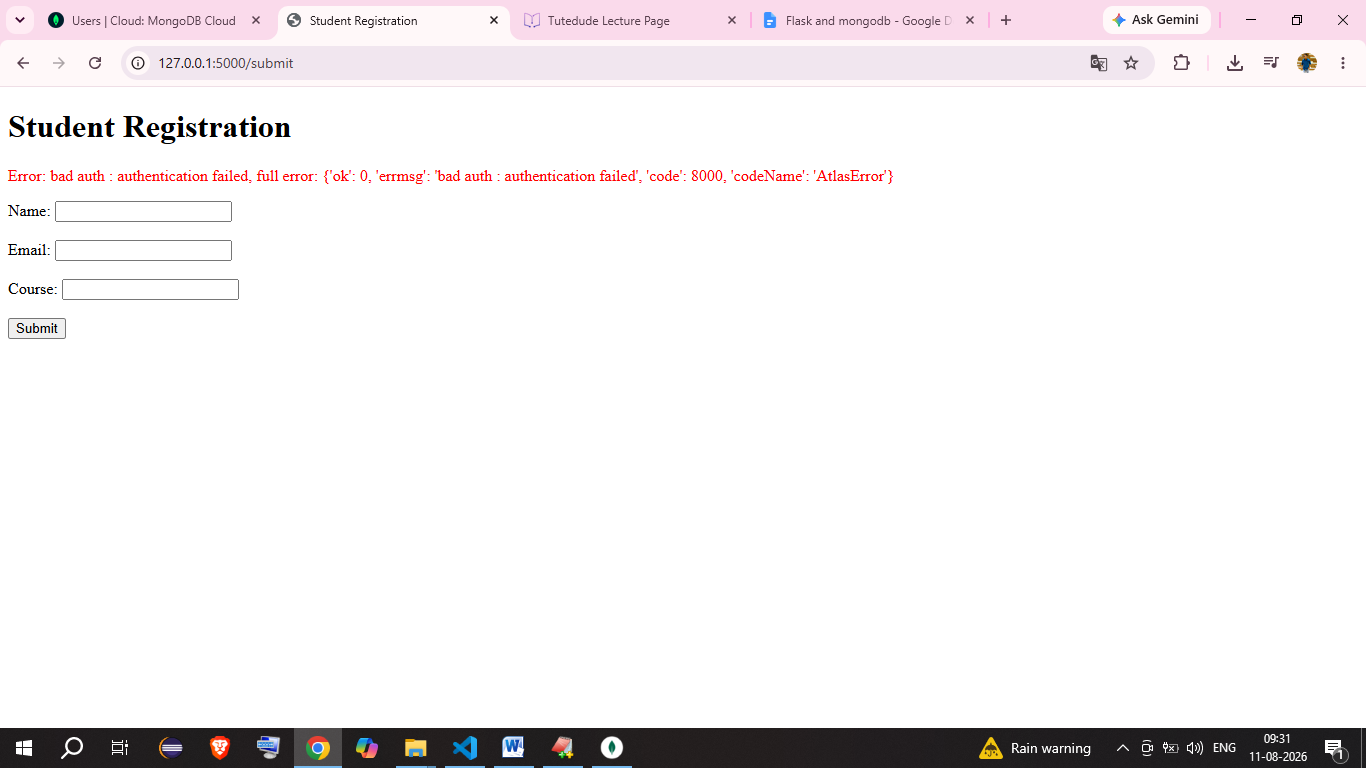 Users | Cloud: MongoDB Cloud
Student Registration
Tutedude Lecture Page
Flask and mongodb - Google D
Ask Gemini
127.0.0.1:5000/submit
Student Registration
Error: bad auth : authentication failed, full error: {'ok': 0, 'errmsg': 'bad auth : authentication failed', 'code': 8000, 'codeName': 'AtlasError'}
Name:
Email:
Course:
Submit
Rain warning
ENG
09:31
11-08-2026
1